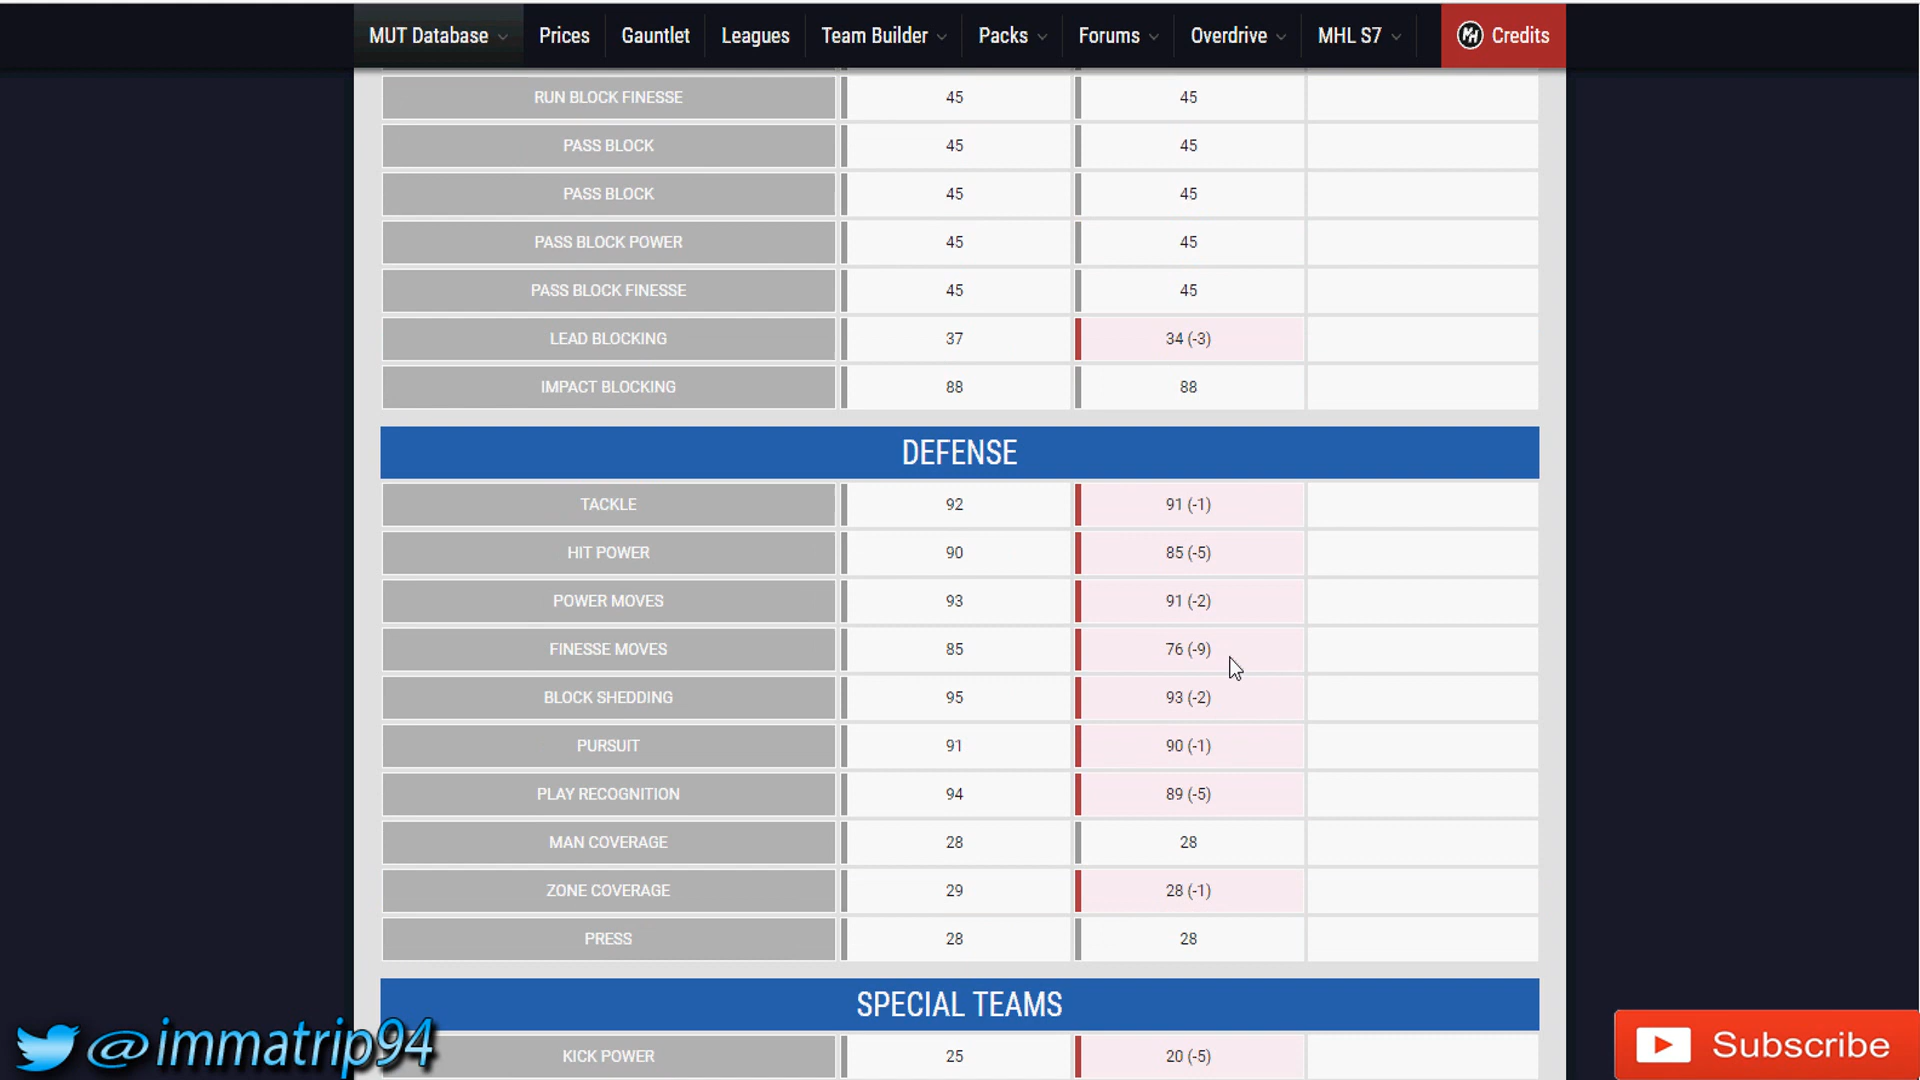 MUT Database Prices Gauntlet Leagues Team Builder Packs Forums Overdrive MHL S7 Credits
RUN BLOCK FINESSE 45 45
PASS BLOCK 45 45
PASS BLOCK 45 45
PASS BLOCK POWER 45 45
PASS BLOCK FINESSE 45 45
LEAD BLOCKING 37 34 (-3)
IMPACT BLOCKING 88 88
DEFENSE
TACKLE 92 91 (-1)
HIT POWER 90 85 (-5)
POWER MOVES 93 91 (-2)
FINESSE MOVES 85 76 (-9)
BLOCK SHEDDING 95 93 (-2)
PURSUIT 91 90 (-1)
PLAY RECOGNITION 94 89 (-5)
MAN COVERAGE 28 28
ZONE COVERAGE 29 28 (-1)
PRESS 28 28
SPECIAL TEAMS
KICK POWER 25 20 (-5)
@immatrip94
Subscribe